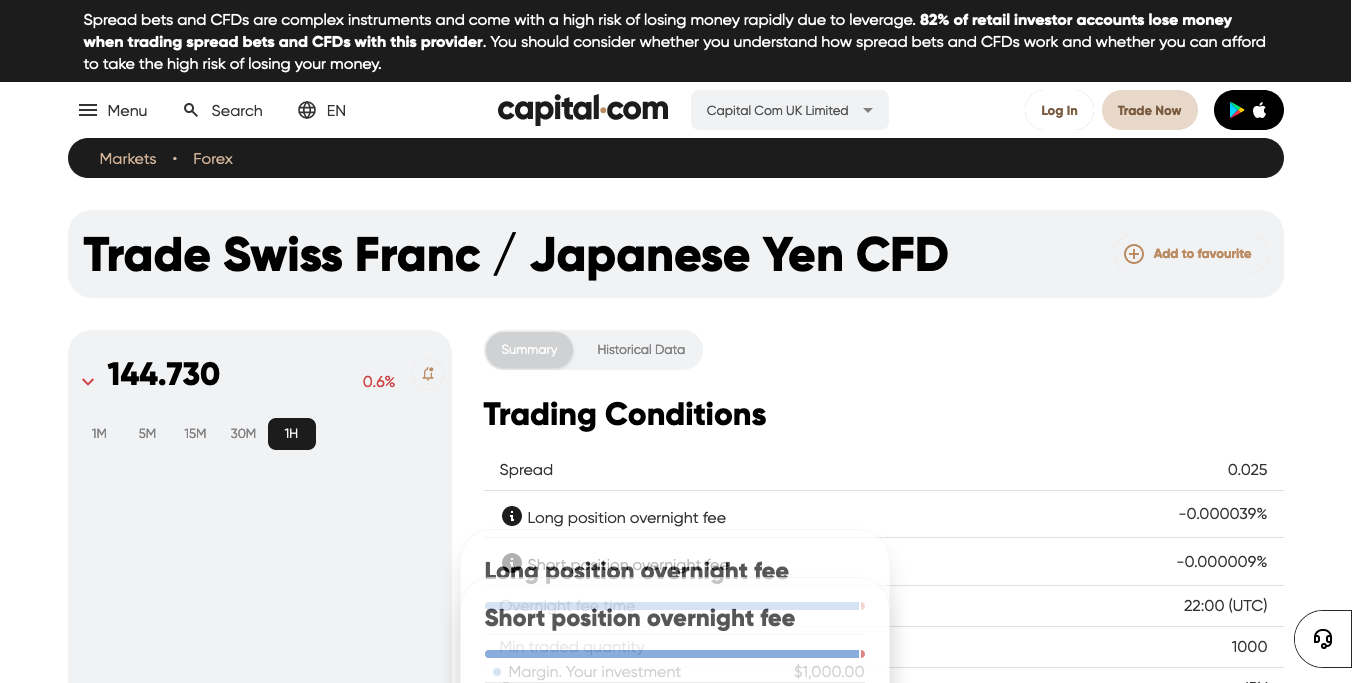 Spread bets and CFDs are complex instruments and come with a high risk of losing money rapidly due to leverage. 82% of retail investor accounts lose money
when trading spread bets and CFDs with this provider. You should consider whether you understand how spread bets and CFDs work and whether you can afford
to take the high risk of losing your money.
Menu Search EN capital.com Capital Com UK Limited Log In Trade Now
Markets • Forex
Trade Swiss Franc / Japanese Yen CFD
Add to favourite
144.730 0.6%
1M 5M 15M 30M 1H
Summary Historical Data
Trading Conditions
Spread 0.025
Long position overnight fee -0.000039%
Short position overnight fee -0.000009%
Long position overnight fee
Overnight fee time 22:00 (UTC)
Short position overnight fee
Min traded quantity 1000
Margin. Your investment $1,000.00